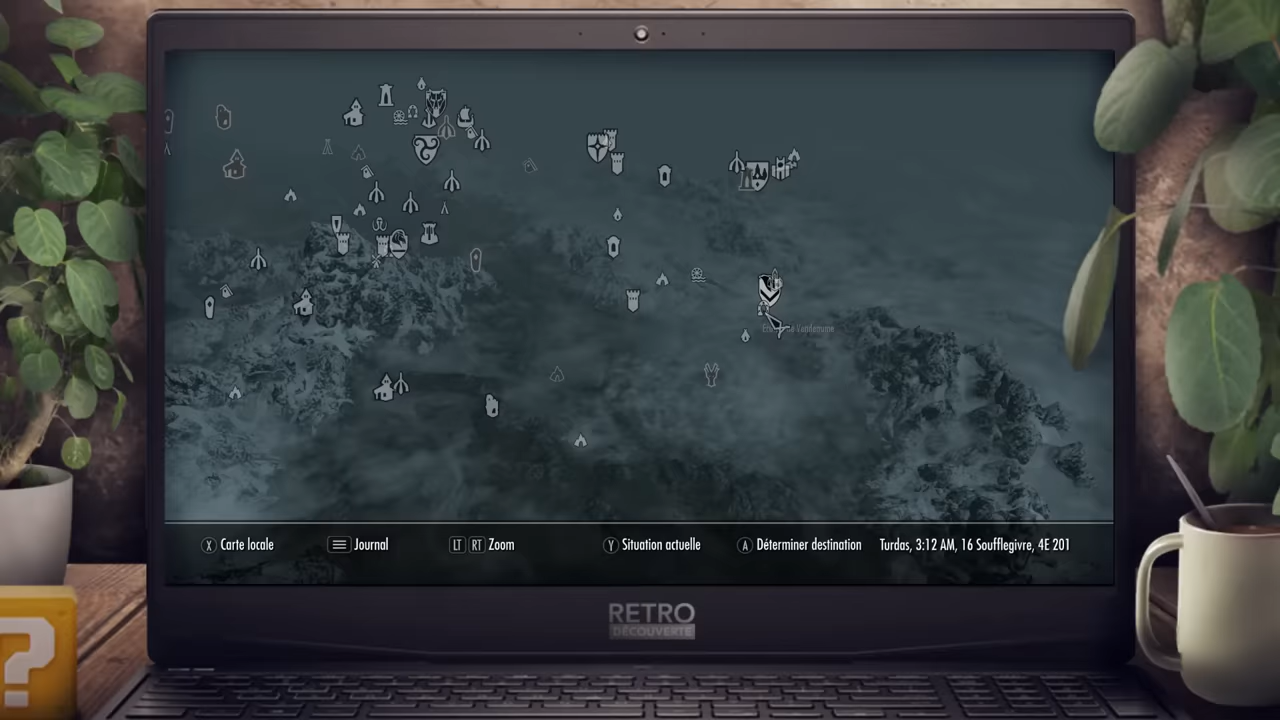 X Carte locale
Journal
LT RT Zoom
Y Situation actuelle
A Déterminer destination
Turdas, 3:12 AM, 16 Soufflegivre, 4E 201
RETRO
DÉCOUVERTE
?